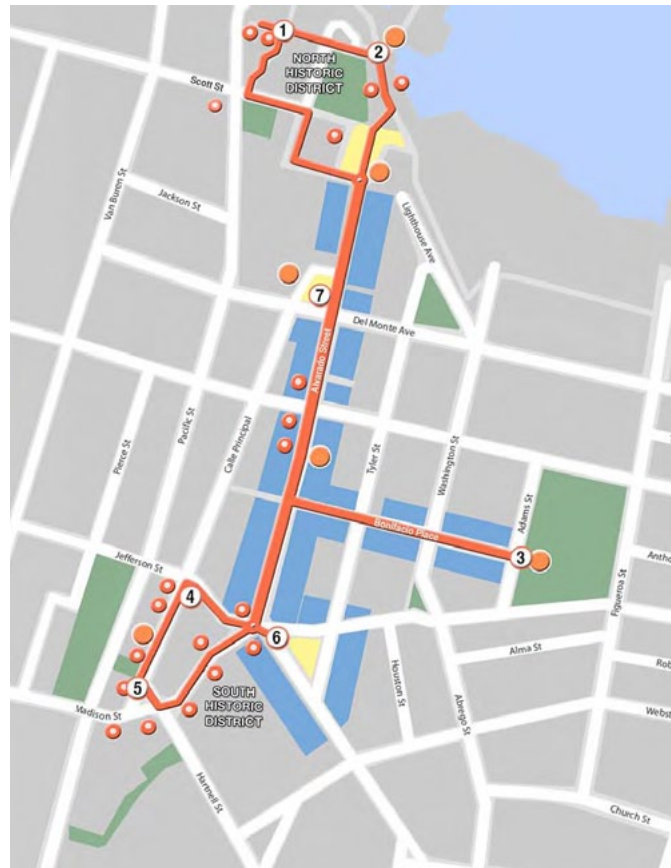 1
2
NORTH
HISTORIC
DISTRICT
Scott St
Van Buren St
Jackson St
Lighthouse Ave
7
Del Monte Ave
Alvarado Street
Pierce St
Pacific St
Calle Principal
Tyler St
Washington St
Adams St
Bonifacio Place
3
Figueroa St
Antho
Jefferson St
4
6
5
SOUTH
HISTORIC
DISTRICT
Madison St
Houston St
Alma St
Rob
Abrego St
Webste
Hartnell St
Church St